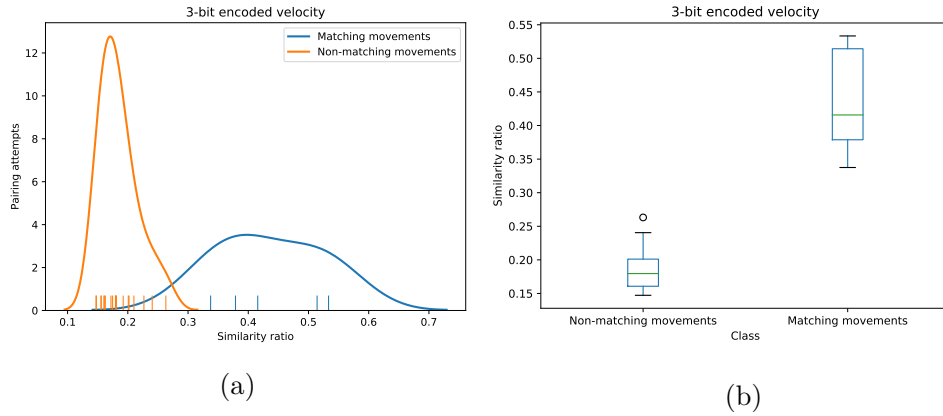 3-bit encoded velocity
Matching movements
Non-matching movements
Pairing attempts
12
10
8
6
4
2
0
0.1 0.2 0.3 0.4 0.5 0.6 0.7
Similarity ratio
(a)
3-bit encoded velocity
Similarity ratio
0.55
0.50
0.45
0.40
0.35
0.30
0.25
0.20
0.15
Non-matching movements Matching movements
Class
(b)